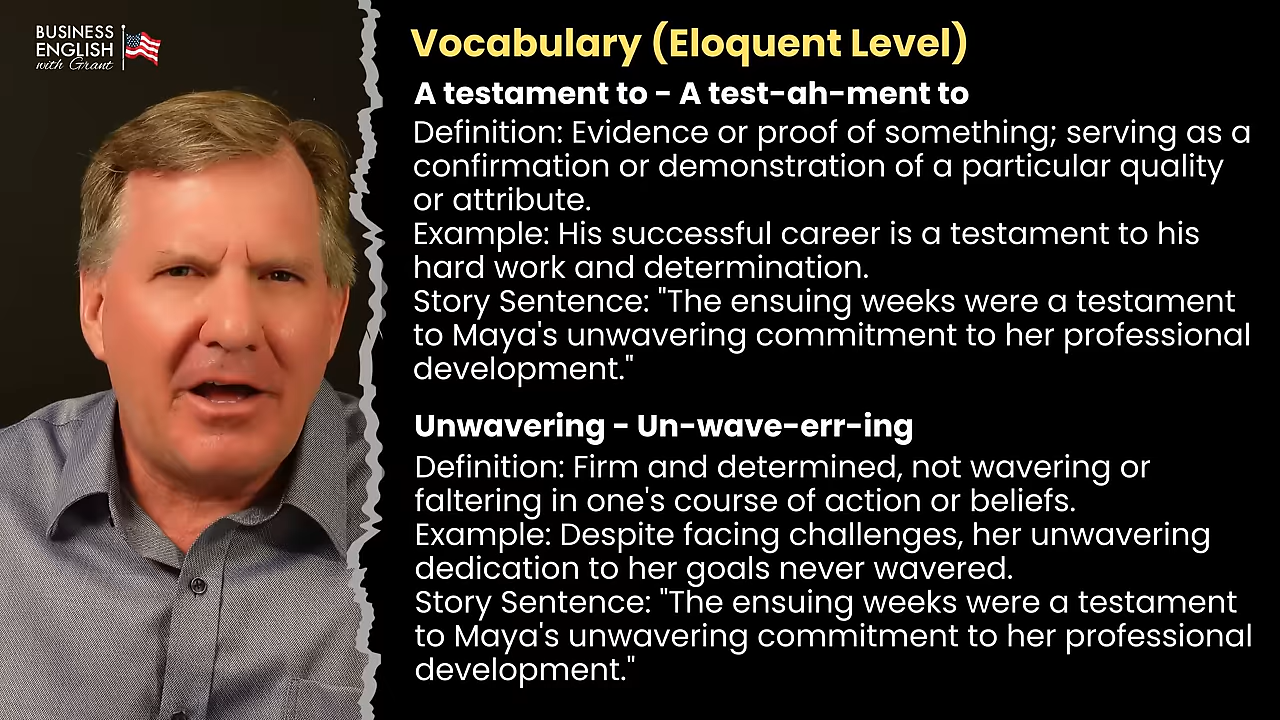 BUSINESS
ENGLISH
with Grant
Vocabulary (Eloquent Level)
A testament to - A test-ah-ment to
Definition: Evidence or proof of something; serving as a
confirmation or demonstration of a particular quality
or attribute.
Example: His successful career is a testament to his
hard work and determination.
Story Sentence: "The ensuing weeks were a testament
to Maya's unwavering commitment to her professional
development."
Unwavering - Un-wave-err-ing
Definition: Firm and determined, not wavering or
faltering in one's course of action or beliefs.
Example: Despite facing challenges, her unwavering
dedication to her goals never wavered.
Story Sentence: "The ensuing weeks were a testament
to Maya's unwavering commitment to her professional
development."